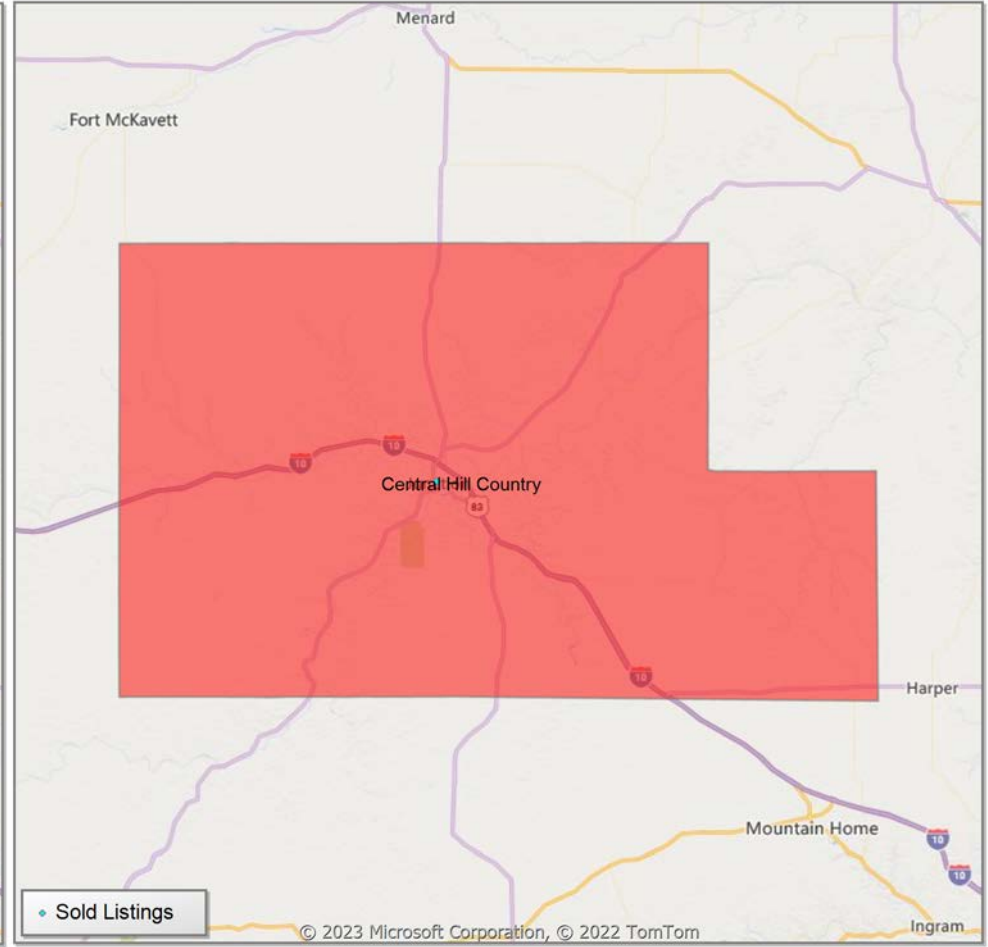 Menard
Fort McKavett
10
10
Central Hill Country
83
10
Harper
Mountain Home
10
10
Sold Listings
© 2023 Microsoft Corporation, © 2022 TomTom
Ingram